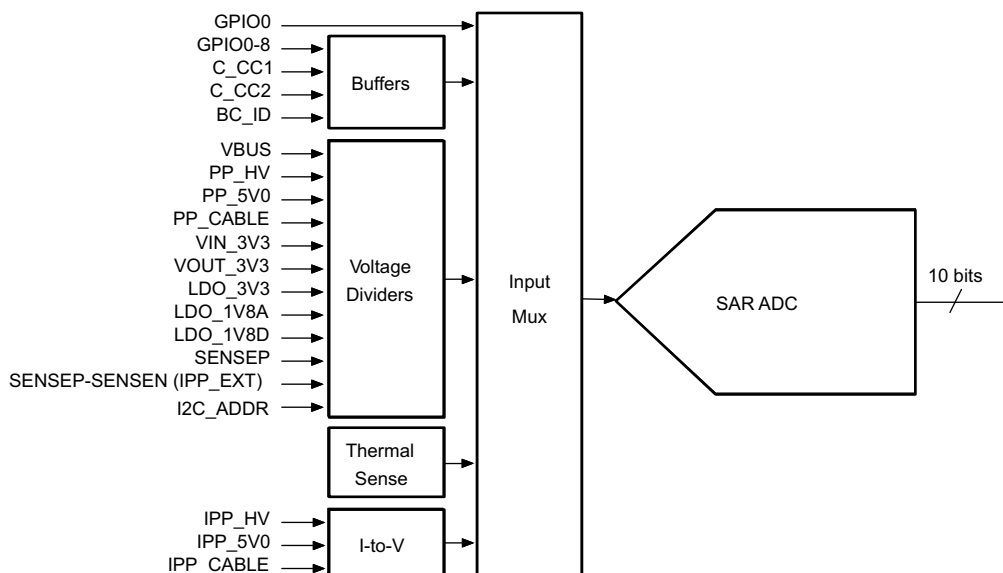 GPIO0
GPIO0-8
C_CC1
C_CC2
BC_ID
Buffers
VBUS
PP_HV
PP_5V0
PP_CABLE
VIN_3V3
VOUT_3V3
LDO_3V3
LDO_1V8A
LDO_1V8D
SENSEP
SENSEP-SENSEN (IPP_EXT)
I2C_ADDR
Voltage
Dividers
Thermal
Sense
IPP_HV
IPP_5V0
IPP_CABLE
I-to-V
Input
Mux
SAR ADC
10 bits